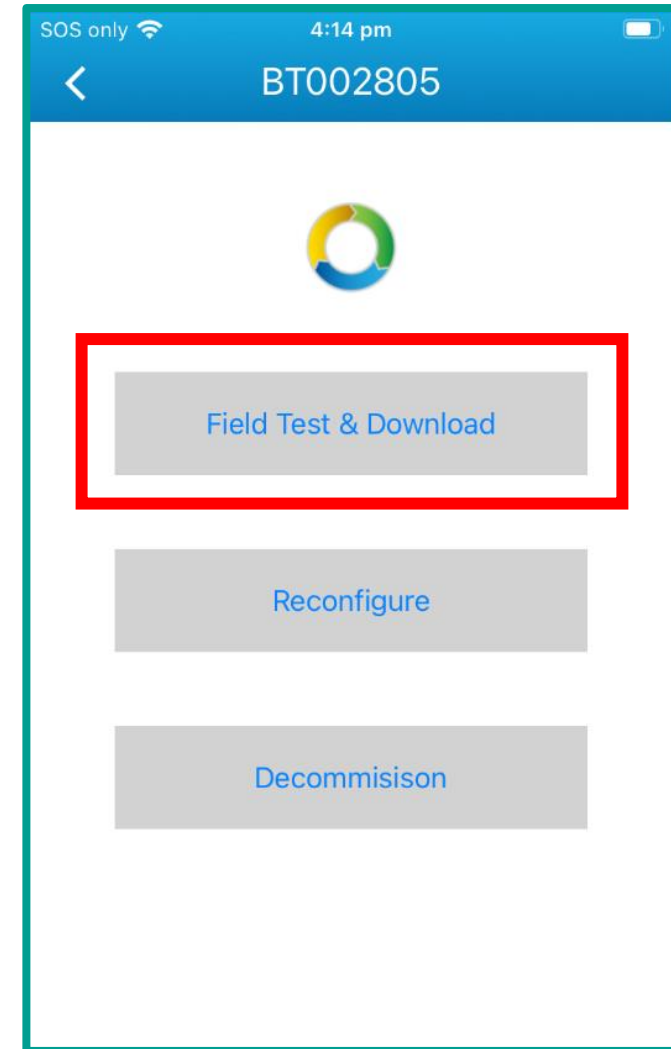 SOS only 4:14 pm
BT002805
Field Test & Download
Reconfigure
Decommisison